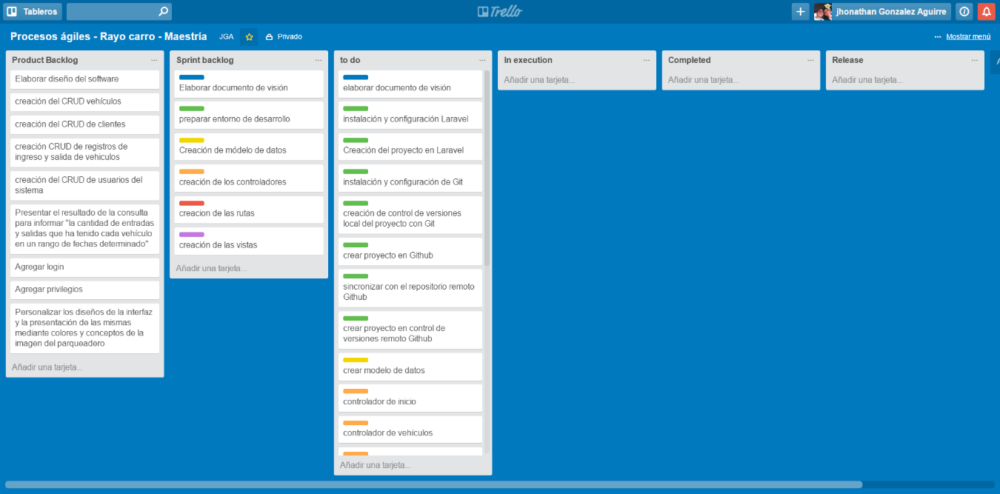 Tableros
Trello
jhonathan Gonzalez Aguirre
Procesos ágiles - Rayo carro - Maestría
JGA
Privado
Mostrar menú
Product Backlog
Elaborar diseño del software
creación del CRUD vehículos
creación del CRUD de clientes
creación CRUD de registros de
ingreso y salida de vehiculos
creación del CRUD de usuarios del
sistema
Presentar el resultado de la consulta
para informar "la cantidad de entradas
y salidas que ha tenido cada vehículo
en un rango de fechas determinado"
Agregar login
Agregar privilegios
Personalizar los diseños de la interfaz
y la presentación de las mismas
mediante colores y conceptos de la
imagen del parqueadero
Añadir una tarjeta...
Sprint backlog
Elaborar documento de visión
preparar entorno de desarrollo
Creación de módelo de datos
creación de los controladores
creacion de las rutas
creación de las vistas
Añadir una tarjeta...
to do
elaborar documento de visión
instalación y configuración Laravel
Creación del proyecto en Laravel
instalación y configuración de Git
creación de control de versiones
local del proyecto con Git
crear proyecto en Github
sincronizar con el repositorio remoto
Github
crear proyecto en control de
versiones remoto Github
crear modelo de datos
controlador de inicio
controlador de vehículos
Añadir una tarjeta...
In execution
Añadir una tarjeta...
Completed
Añadir una tarjeta...
Release
Añadir una tarjeta...